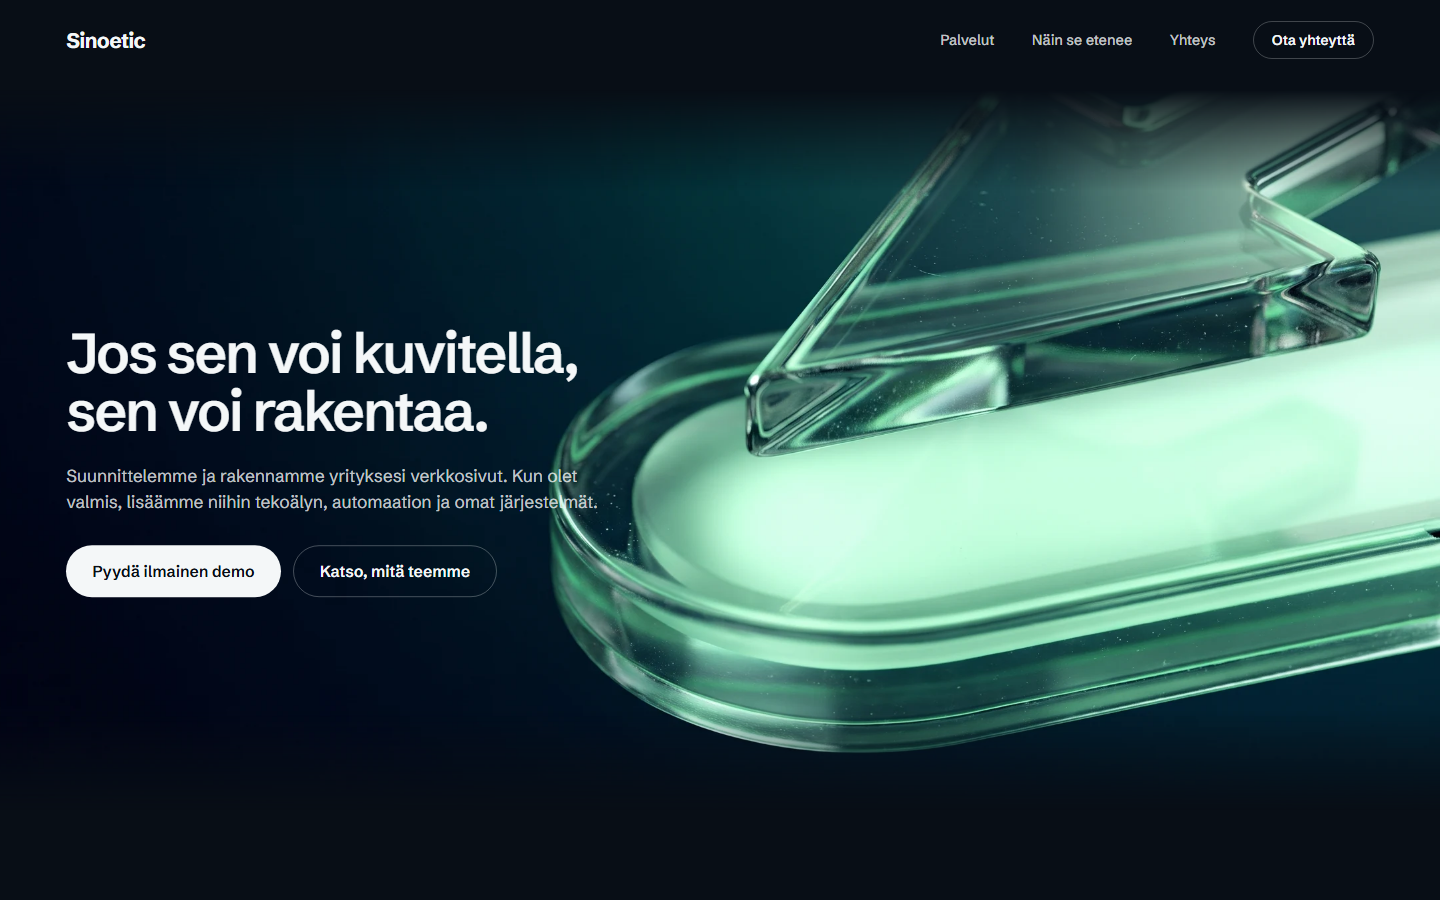 Sinoetic
Palvelut
Näin se etenee
Yhteys
Ota yhteyttä
Jos sen voi kuvitella,
sen voi rakentaa.
Suunnittelemme ja rakennamme yrityksesi verkkosivut. Kun olet
valmis, lisäämme niihin tekoälyn, automaation ja omat järjestelmät.
Pyydä ilmainen demo
Katso, mitä teemme